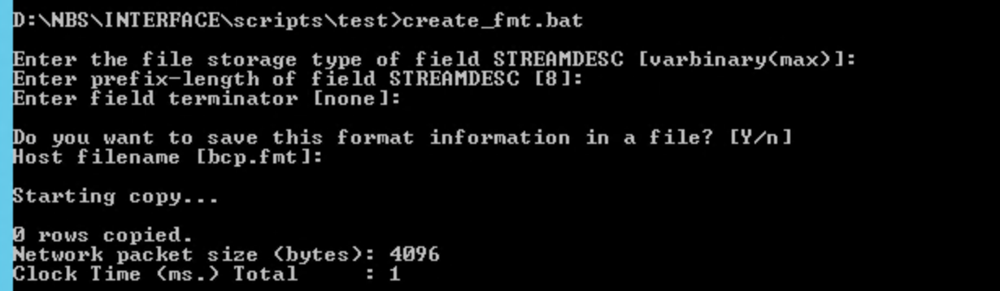 D:\NBS\INTERFACE\scripts\test>create_fmt.bat
Enter the file storage type of field STREAMDESC [varbinary(max)]:
Enter prefix-length of field STREAMDESC [8]:
Enter field terminator [none]:
Do you want to save this format information in a file? [Y/n]
Host filename [bcp.fmt]:
Starting copy...
0 rows copied.
Network packet size (bytes): 4096
Clock Time (ms.) Total     : 1